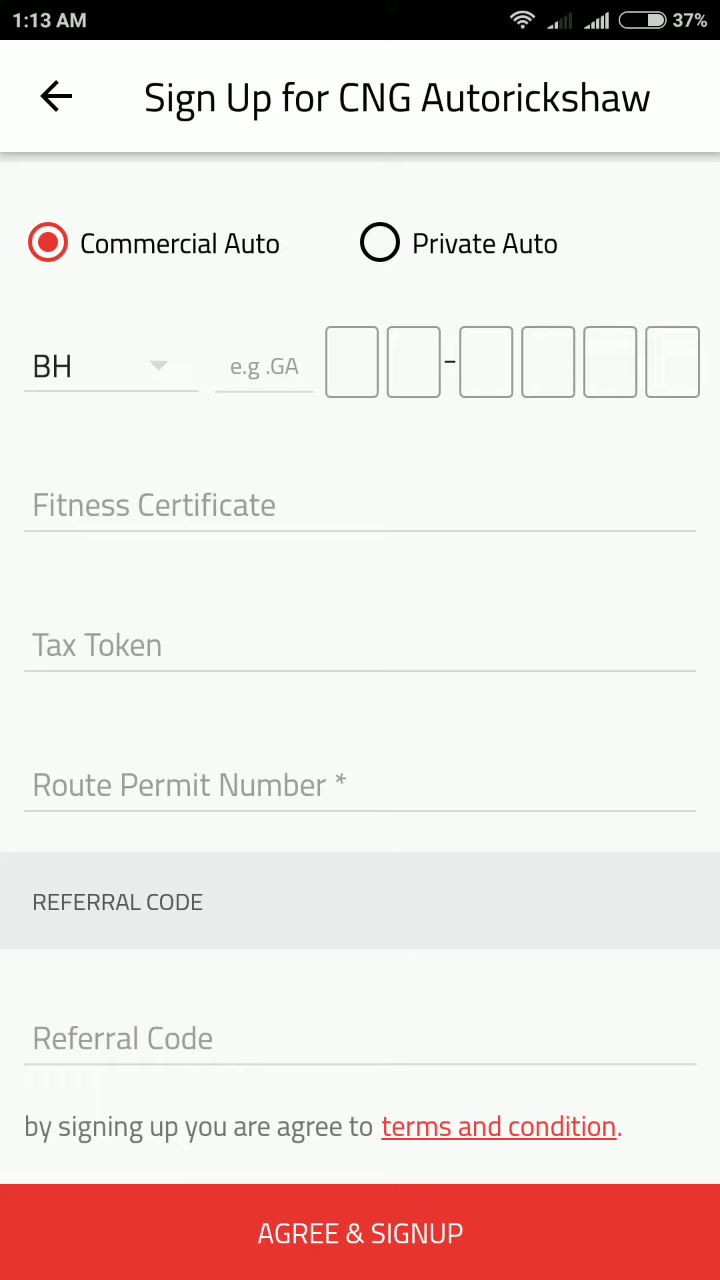 1:13 AM 37%
Sign Up for CNG Autorickshaw
Commercial Auto Private Auto
BH e.g .GA -
Fitness Certificate
Tax Token
Route Permit Number *
REFERRAL CODE
Referral Code
by signing up you are agree to terms and condition.
AGREE & SIGNUP